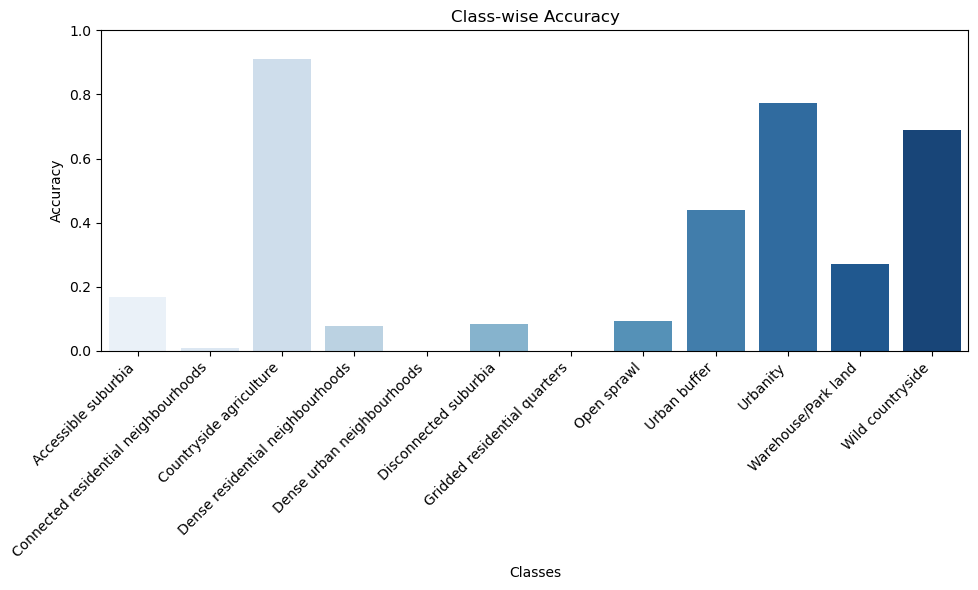 Class-wise Accuracy
1.0
0.8
0.6
0.4
0.2
0.0
Accuracy
Accessible suburbia
Connected residential neighbourhoods
Countryside agriculture
Dense residential neighbourhoods
Dense urban neighbourhoods
Disconnected suburbia
Gridded residential quarters
Open sprawl
Urban buffer
Urbanity
Warehouse/Park land
Wild countryside
Classes